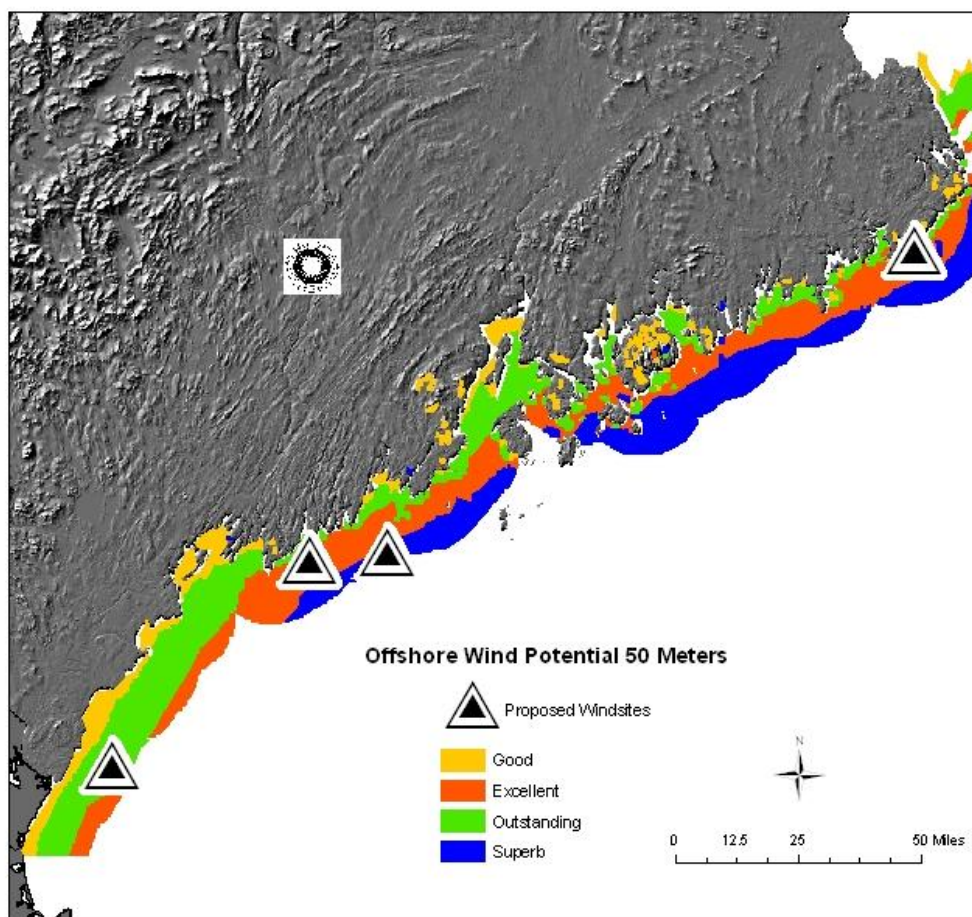 Offshore Wind Potential 50 Meters
Proposed Windsites
Good
Excellent
Outstanding
Superb
N
0 12.5 25 50 Miles